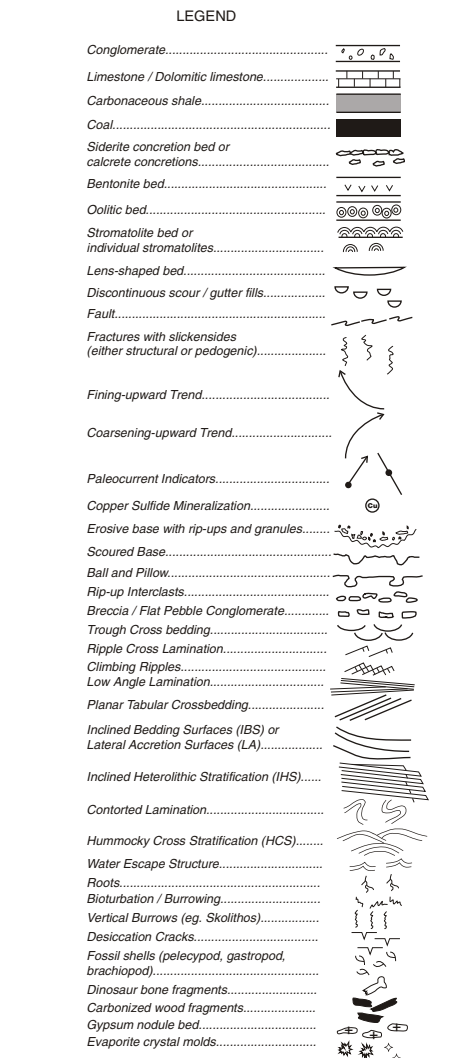 LEGEND
Conglomerate............................................
Limestone / Dolomitic limestone..................
Carbonaceous shale...................................
Coal............................................................
Siderite concretion bed or
calcrete concretions....................................
Bentonite bed.............................................
Oolitic bed..................................................
Stromatolite bed or
individual stromatolites...............................
Lens-shaped bed.......................................
Discontinuous scour / gutter fills.................
Fault...........................................................
Fractures with slickensides
(either structural or pedogenic)...................
Fining-upward Trend...................................
Coarsening-upward Trend...........................
Paleocurrent Indicators...............................
Cu
Copper Sulfide Mineralization......................
Erosive base with rip-ups and granules........
Scoured Base.............................................
Ball and Pillow............................................
Rip-up Interclasts........................................
Breccia / Flat Pebble Conglomerate............
Trough Cross bedding................................
Ripple Cross Lamination.............................
Climbing Ripples........................................
Low Angle Lamination................................
Planar Tabular Crossbedding.....................
Inclined Bedding Surfaces (IBS) or
Lateral Accretion Surfaces (LA).................
Inclined Heterolithic Stratification (IHS)......
Contorted Lamination................................
Hummocky Cross Stratification (HCS)........
Water Escape Structure............................
Roots.......................................................
Bioturbation / Burrowing............................
Vertical Burrows (eg. Skolithos)................
Desiccation Cracks..................................
Fossil shells (pelecypod, gastropod,
brachiopod).............................................
Dinosaur bone fragments.........................
Carbonized wood fragments.....................
Gypsum nodule bed.................................
Evaporite crystal molds............................